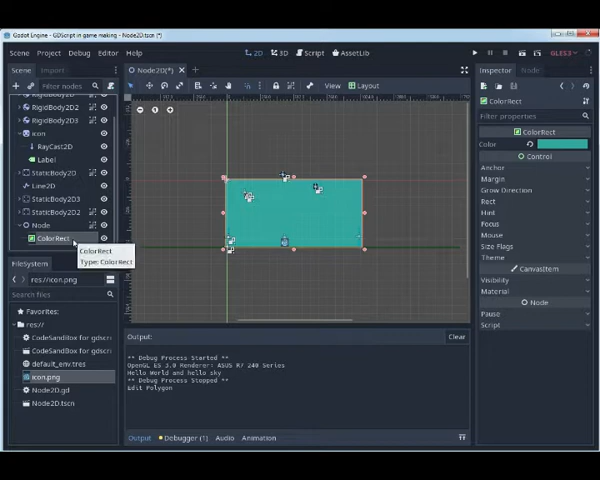 Godot Engine - GDScript in game making - Node2D.tscn (*)
Scene Project Debug Editor Help
2D 3D Script AssetLib
GLES3
Scene Import
Node2D(*)
Inspector Node
Filter nodes
View Layout
RigidBody2D2
RigidBody2D3
icon
RayCast2D
Label
StaticBody2D
Line2D
StaticBody2D3
StaticBody2D2
Node
ColorRect
ColorRect
Type: ColorRect
FileSystem
res://icon.png
Search files
Favorites:
res://
CodeSandBox for gdscr
CodeSandBox for gdscr
default_env.tres
icon.png
Node2D.gd
Node2D.tscn
Output:
Clear
** Debug Process Started **
OpenGL ES 3.0 Renderer: ASUS R7 240 Series
Hello World and hello sky
** Debug Process Stopped **
Edit Polygon
Output Debugger (1) Audio Animation
ColorRect
Filter properties
ColorRect
Color
Control
Anchor
Margin
Grow Direction
Rect
Hint
Focus
Mouse
Size Flags
Theme
CanvasItem
Visibility
Material
Node
Pause
Script